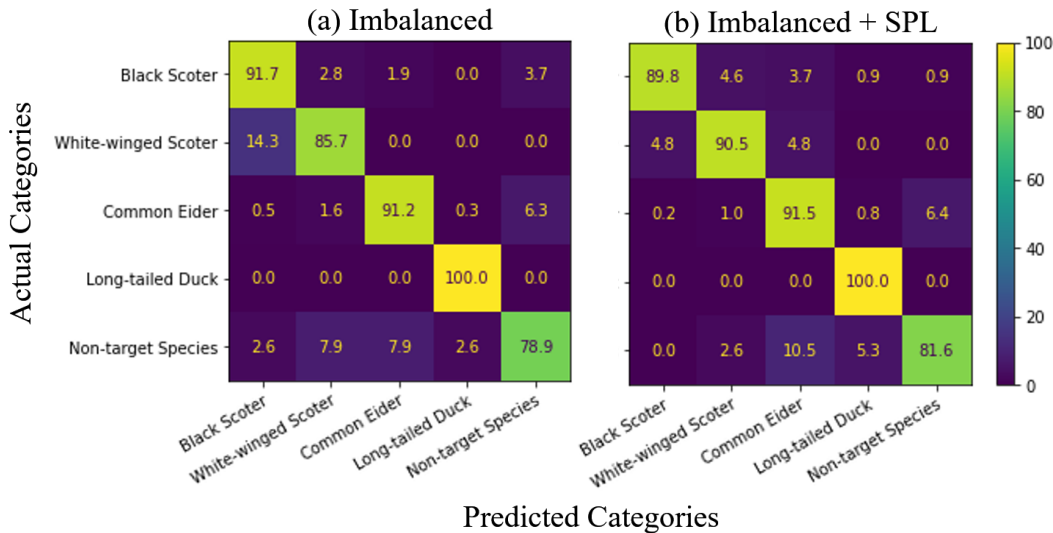 (a) Imbalanced
(b) Imbalanced + SPL
Actual Categories
Black Scoter
91.7 2.8 1.9 0.0 3.7
White-winged Scoter
14.3 85.7 0.0 0.0 0.0
Common Eider
0.5 1.6 91.2 0.3 6.3
Long-tailed Duck
0.0 0.0 0.0 100.0 0.0
Non-target Species
2.6 7.9 7.9 2.6 78.9
Black Scoter
White-winged Scoter
Common Eider
Long-tailed Duck
Non-target Species
89.8 4.6 3.7 0.9 0.9
4.8 90.5 4.8 0.0 0.0
0.2 1.0 91.5 0.8 6.4
0.0 0.0 0.0 100.0 0.0
0.0 2.6 10.5 5.3 81.6
Black Scoter
White-winged Scoter
Common Eider
Long-tailed Duck
Non-target Species
100
80
60
40
20
0
Predicted Categories